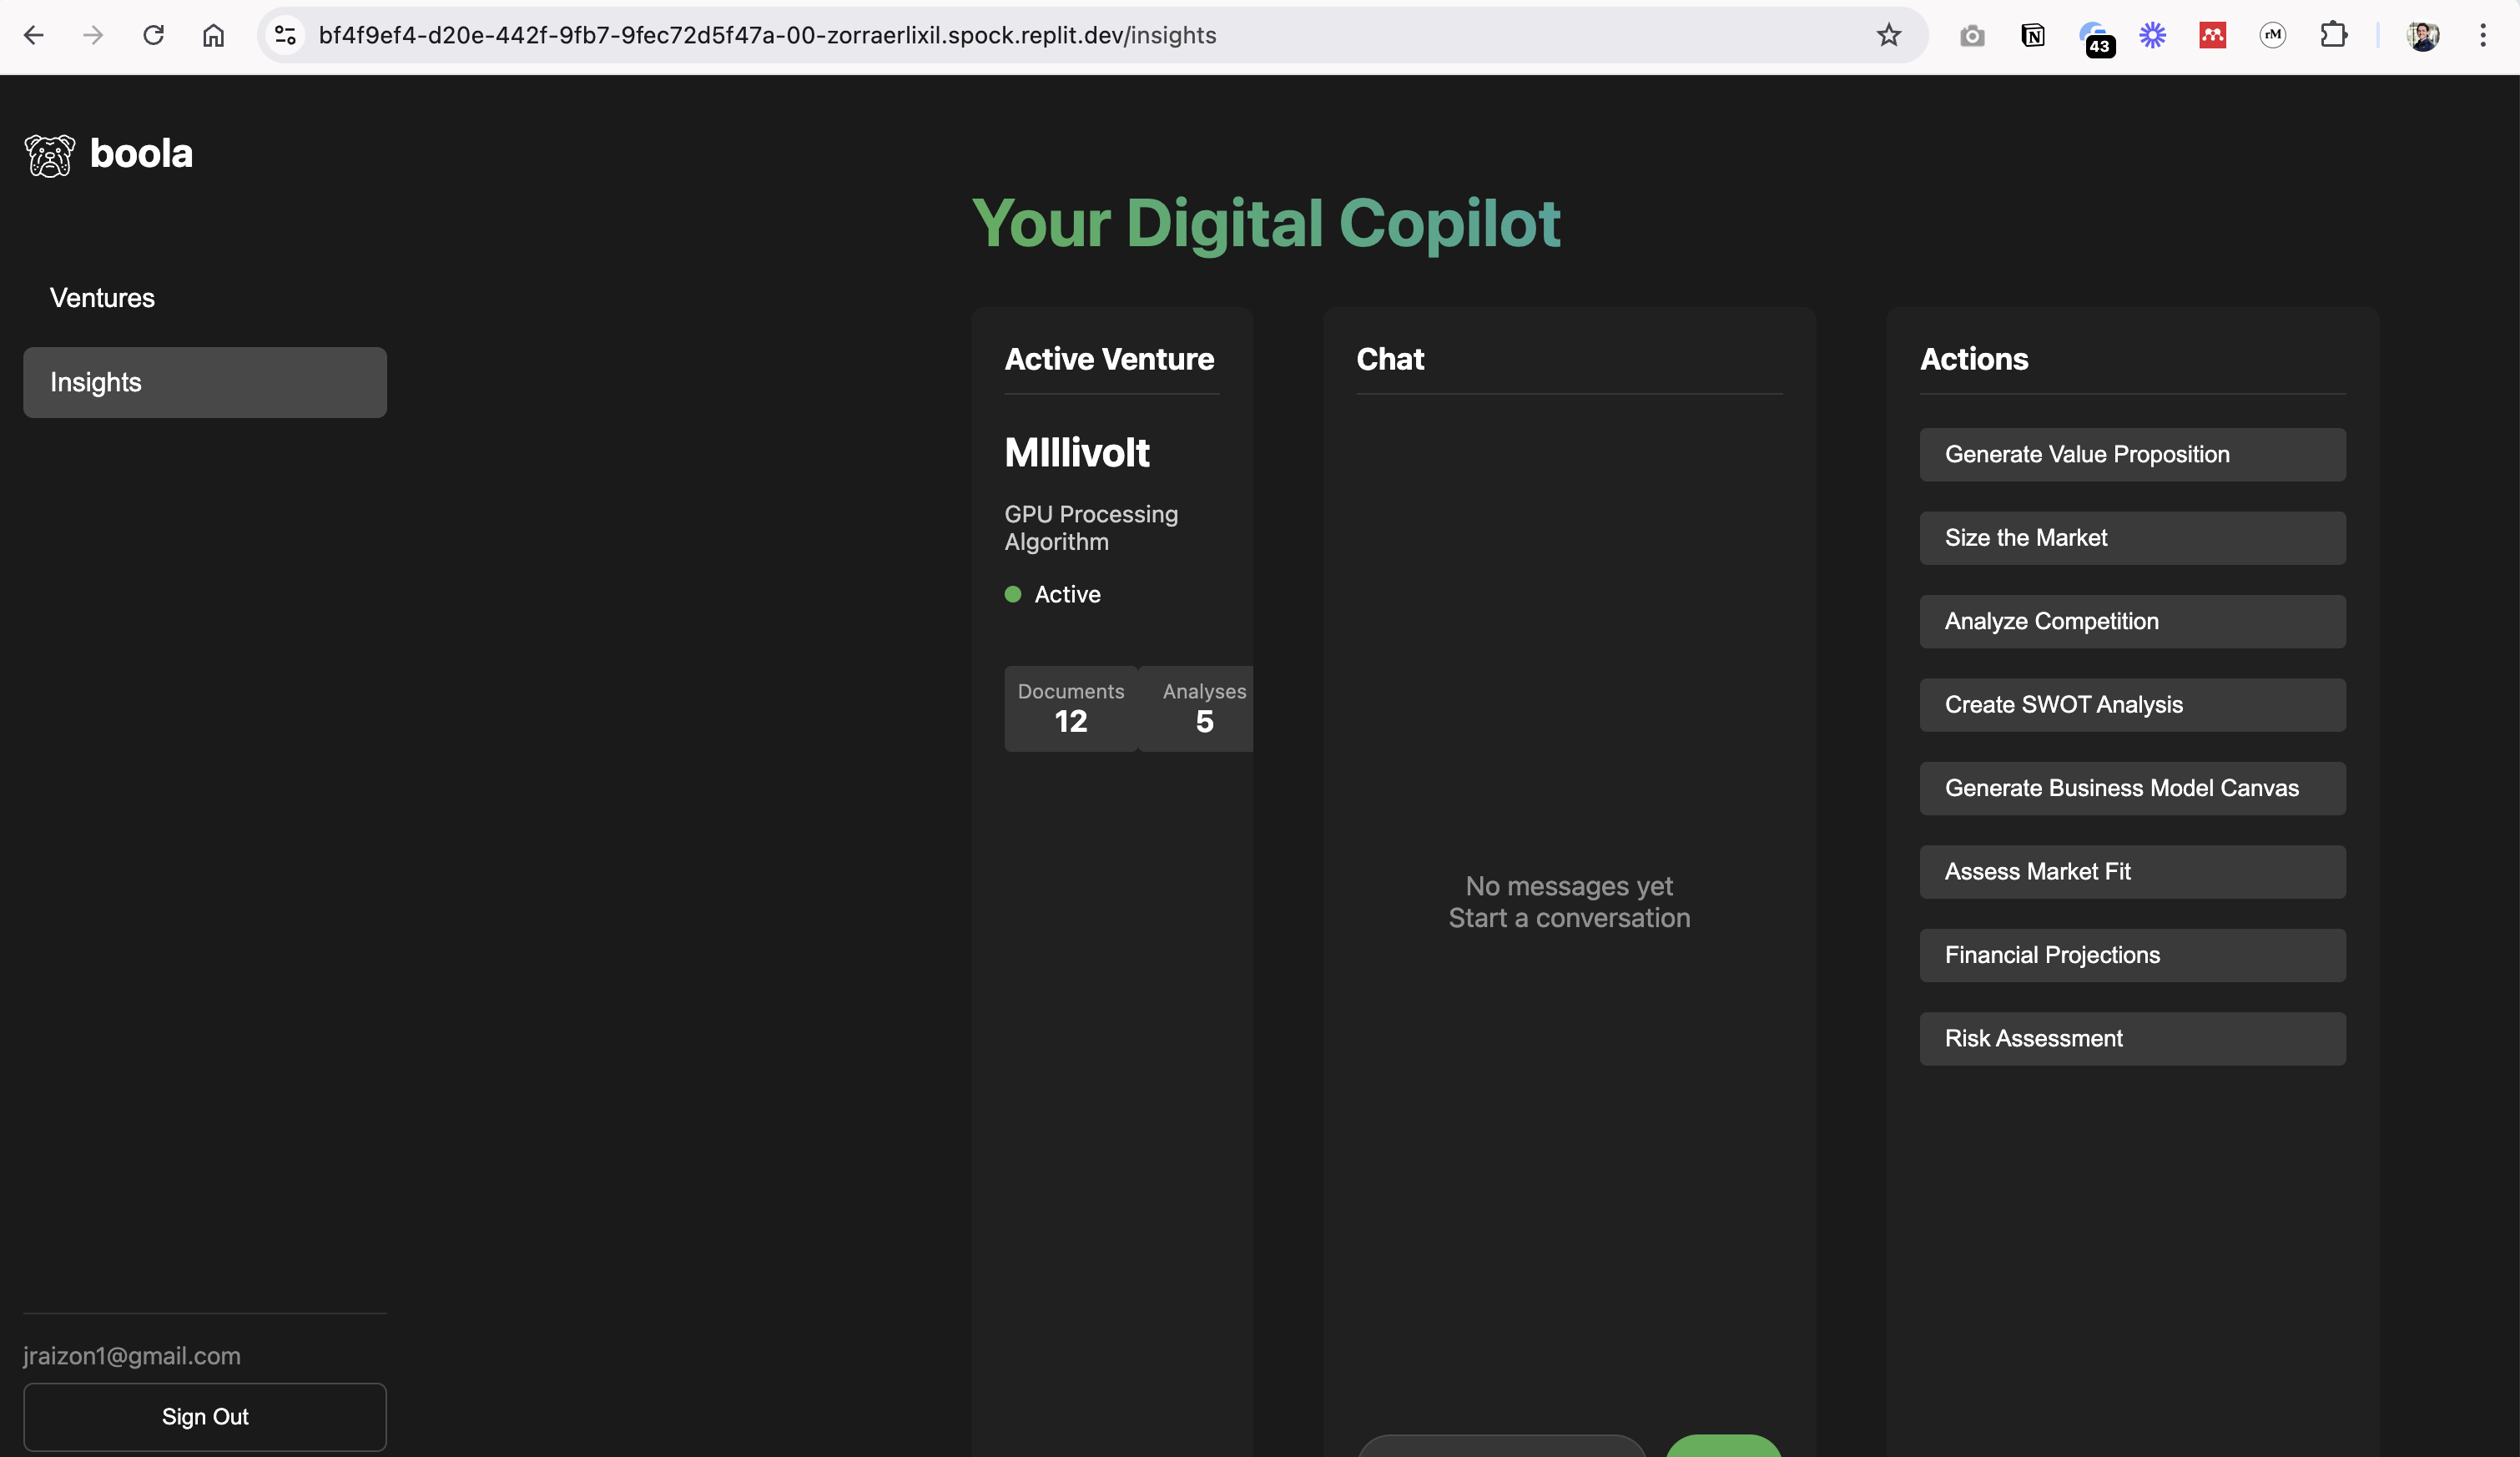 bf4f9ef4-d20e-442f-9fb7-9fec72d5f47a-00-zorraerlixil.spock.replit.dev/insights
43
rM
boola
Your Digital Copilot
Ventures
Insights
Active Venture
MIllivolt
GPU Processing
Algorithm
Active
Documents
12
Analyses
5
Chat
No messages yet
Start a conversation
Actions
Generate Value Proposition
Size the Market
Analyze Competition
Create SWOT Analysis
Generate Business Model Canvas
Assess Market Fit
Financial Projections
Risk Assessment
jraizon1@gmail.com
Sign Out